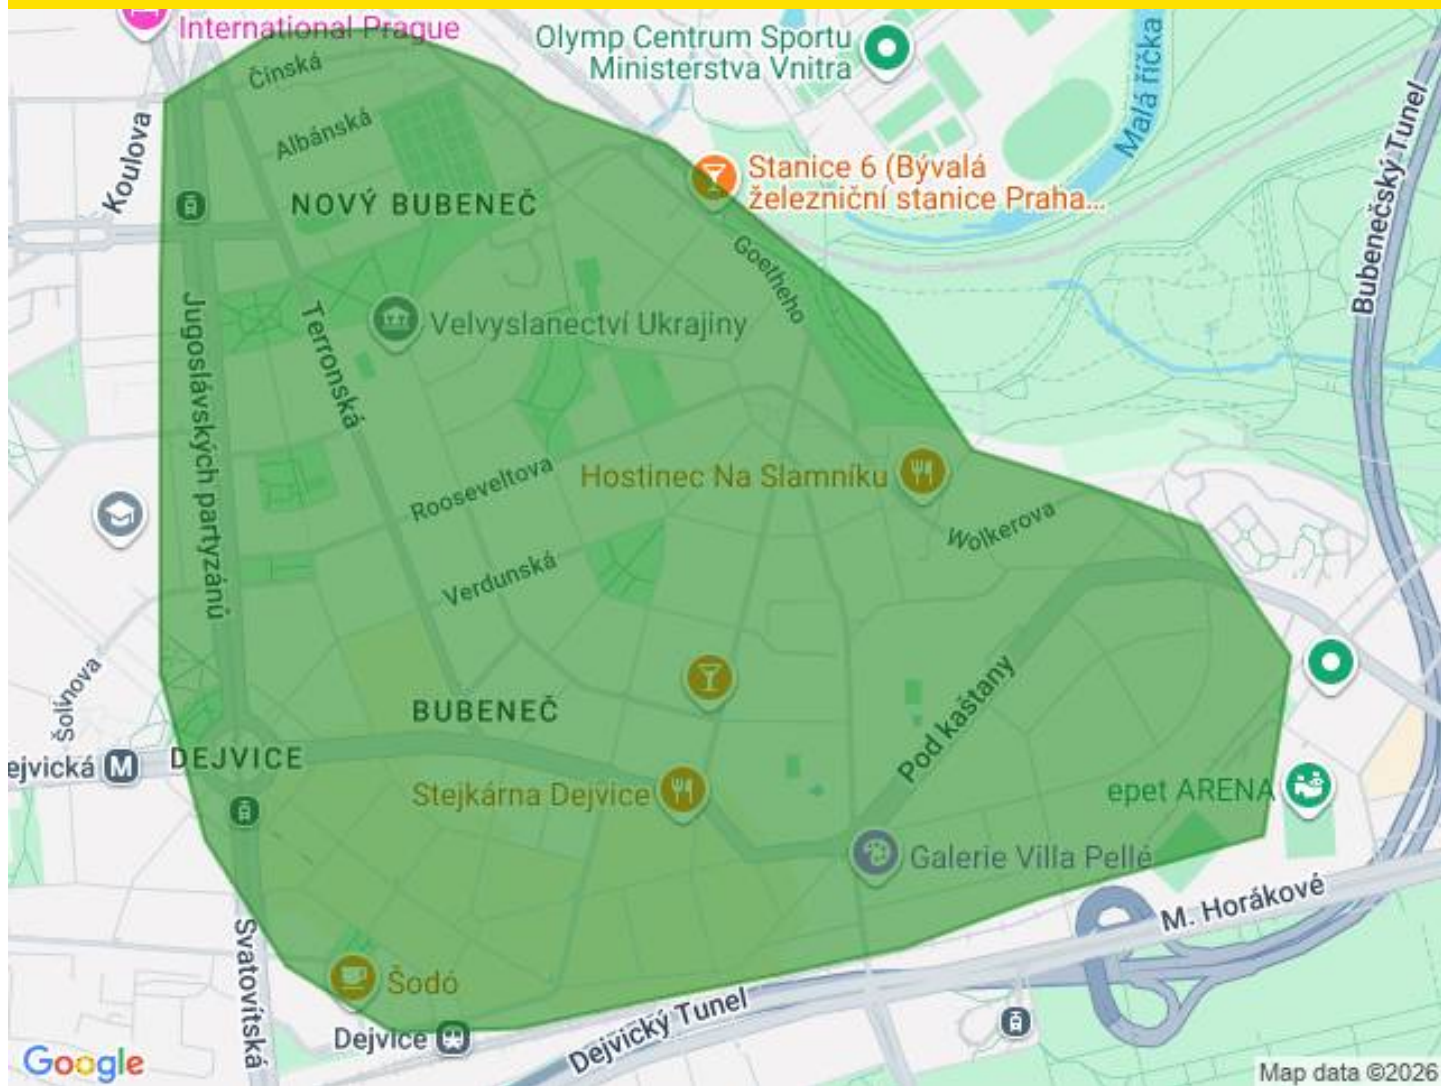 International Prague
Olymp Centrum Sportu
Ministerstva Vnitra
Malá říčka
Čínská
Koulova
Albánská
Bubenečský Tunel
Stanice 6 (Bývalá
železniční stanice Praha...
NOVÝ BUBENEČ
Goetheho
Jugoslávských partyzánů
Terronská
Velvyslanectví Ukrajiny
Rooseveltova
Hostinec Na Slamníku
Wolkerova
Verdunská
Šolínova
BUBENEČ
Pod kaštany
ejvická M
DEJVICE
Stejkárna Dejvice
epet ARENA
Galerie Villa Pellé
M. Horákové
Svatovítská
Šodó
Dejvice
Dejvický Tunel
Google
Map data ©2026